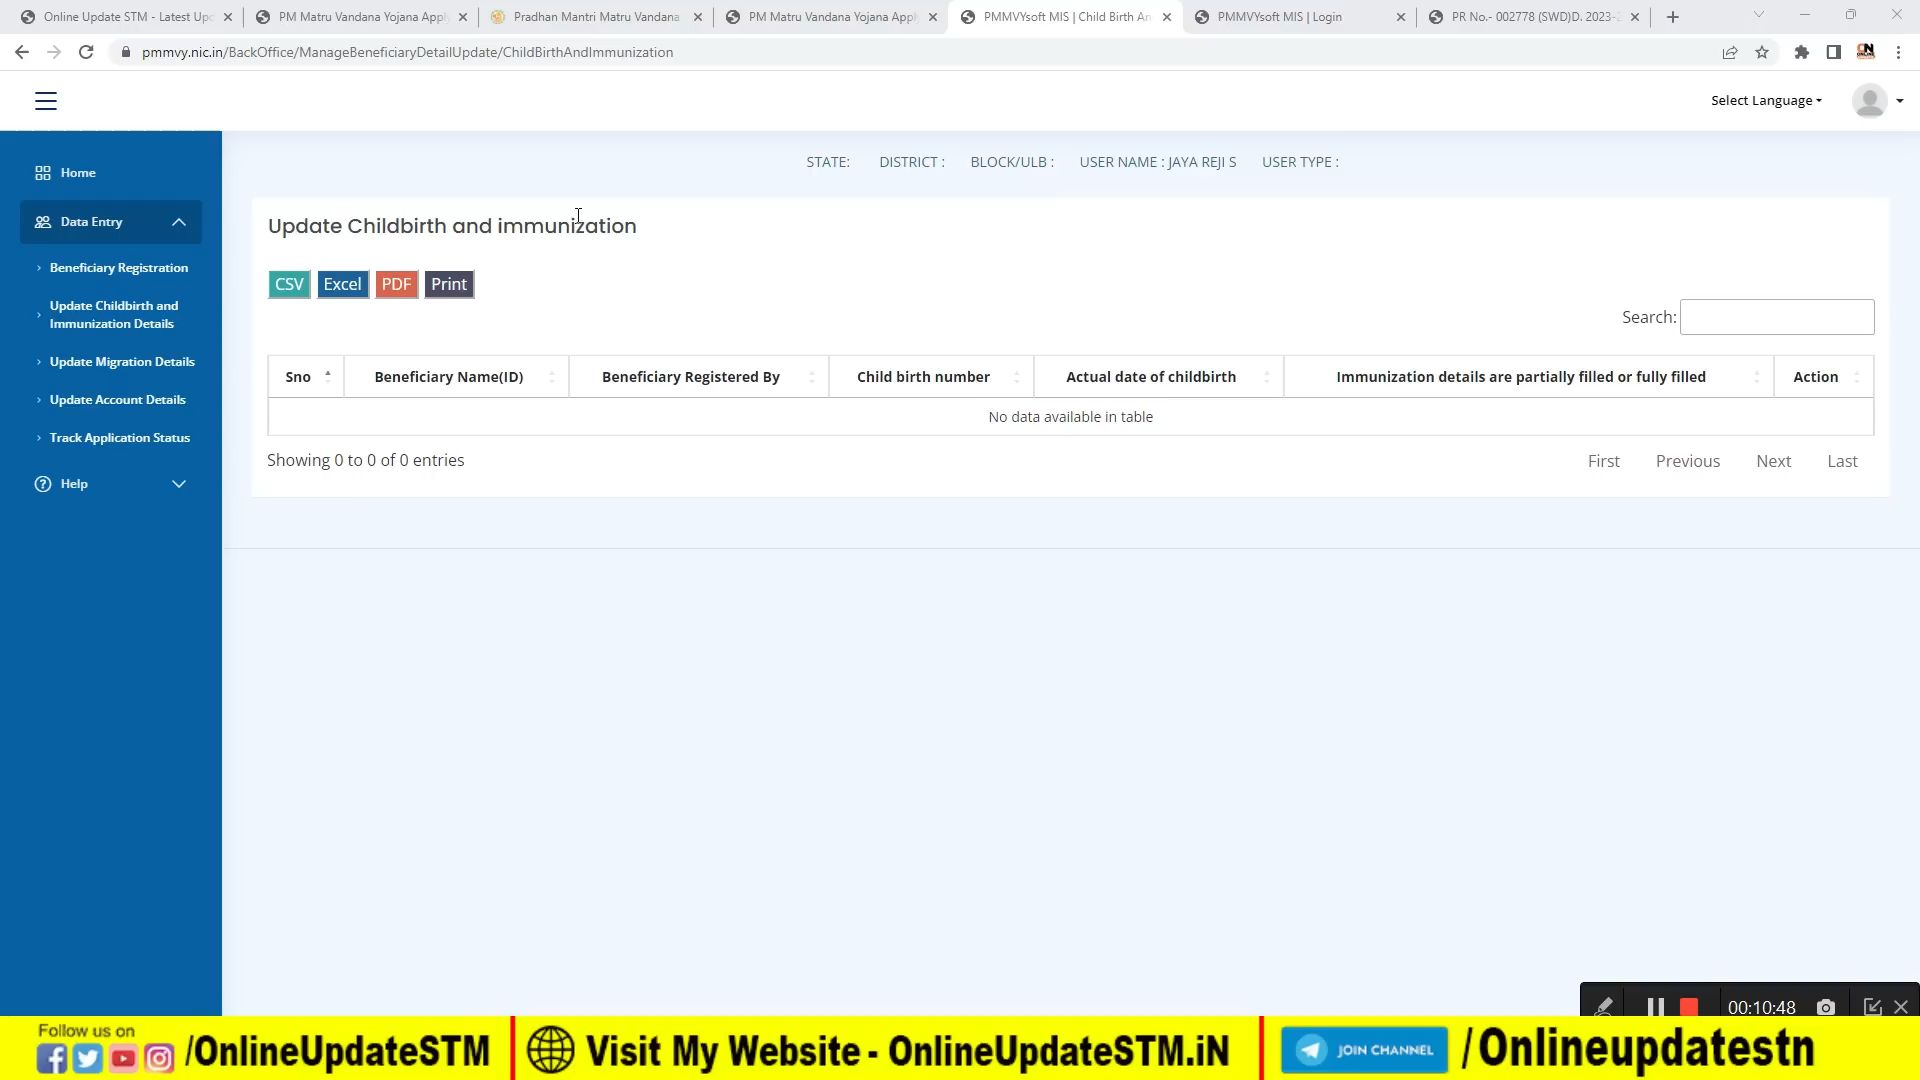 Online Update STM - Latest Upd
PM Matru Vandana Yojana Appl
Pradhan Mantri Matru Vandana
PM Matru Vandana Yojana Appl
PMMVYsoft MIS | Child Birth An
PMMVYsoft MIS | Login
PR No.- 002778 (SWD)D. 2023-2
pmmvy.nic.in/BackOffice/ManageBeneficiaryDetailUpdate/ChildBirthAndImmunization
Select Language
Home
Data Entry
Beneficiary Registration
Update Childbirth and
Immunization Details
Update Migration Details
Update Account Details
Track Application Status
Help
STATE: DISTRICT : BLOCK/ULB : USER NAME : JAYA REJI S USER TYPE :
Update Childbirth and immunization
CSV Excel PDF Print
Search:
Sno Beneficiary Name(ID) Beneficiary Registered By Child birth number Actual date of childbirth Immunization details are partially filled or fully filled Action
No data available in table
Showing 0 to 0 of 0 entries
First Previous Next Last
00:10:48
Follow us on
/OnlineUpdateSTM
Visit My Website - OnlineUpdateSTM.iN
JOIN CHANNEL
/Onlineupdatestn